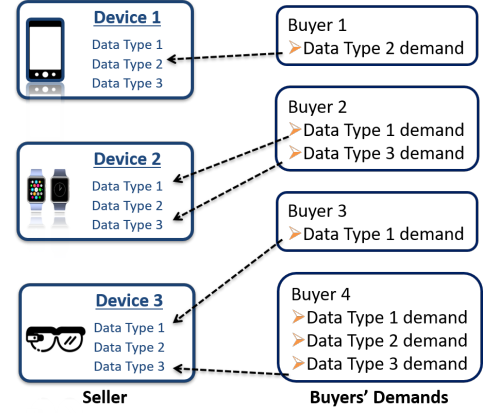 Device 1
Data Type 1
Data Type 2
Data Type 3
Device 2
Data Type 1
Data Type 2
Data Type 3
Device 3
Data Type 1
Data Type 2
Data Type 3
Seller
Buyer 1
Data Type 2 demand
Buyer 2
Data Type 1 demand
Data Type 3 demand
Buyer 3
Data Type 1 demand
Buyer 4
Data Type 1 demand
Data Type 2 demand
Data Type 3 demand
Buyers' Demands